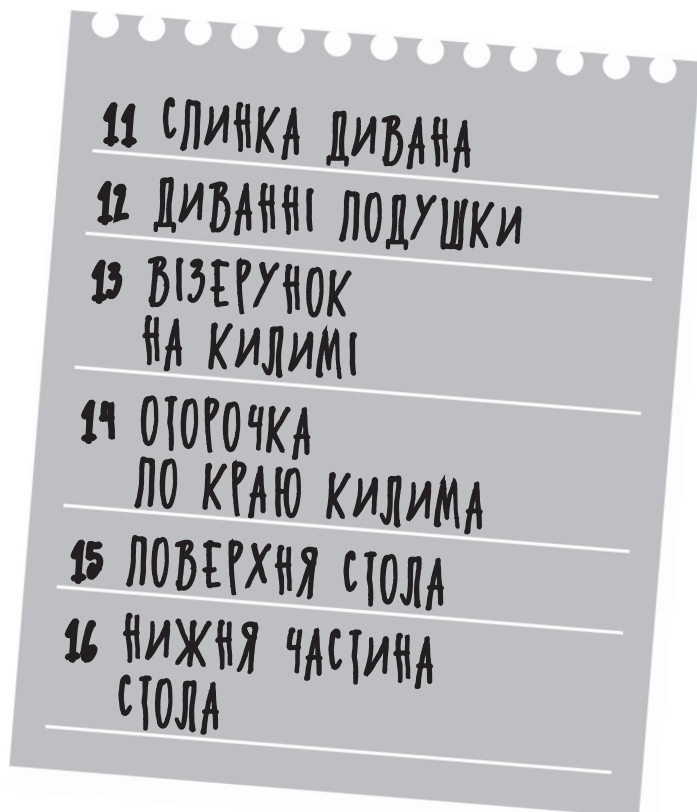 11 СПИНКА ДИВАНА
12 ДИВАННІ ПОДУШКИ
13 ВІЗЕРУНОК
НА КИЛИМІ
14 ОТОРОЧКА
ПО КРАЮ КИЛИМА
15 ПОВЕРХНЯ СТОЛА
16 НИЖНЯ ЧАСТИНА
СТОЛА